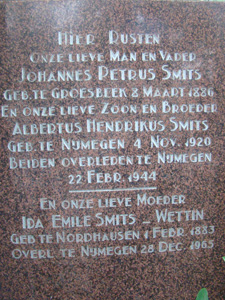 Hier Rusten
Onze Lieve Man en Vader
Johannes Petrus Smits
Geb. te Groesbeek 8 Maart 1886
En onze Lieve Zoon en Broeder
Albertus Hendrikus Smits
Geb. te Nijmegen 4 Nov. 1920
Beiden overleden te Nijmegen
22 Febr. 1944
En onze Lieve Moeder
Ida Emile Smits - Wettin
Geb te Nordhausen 1 Febr. 1883
Overl. te Nijmegen 28 Dec. 1965